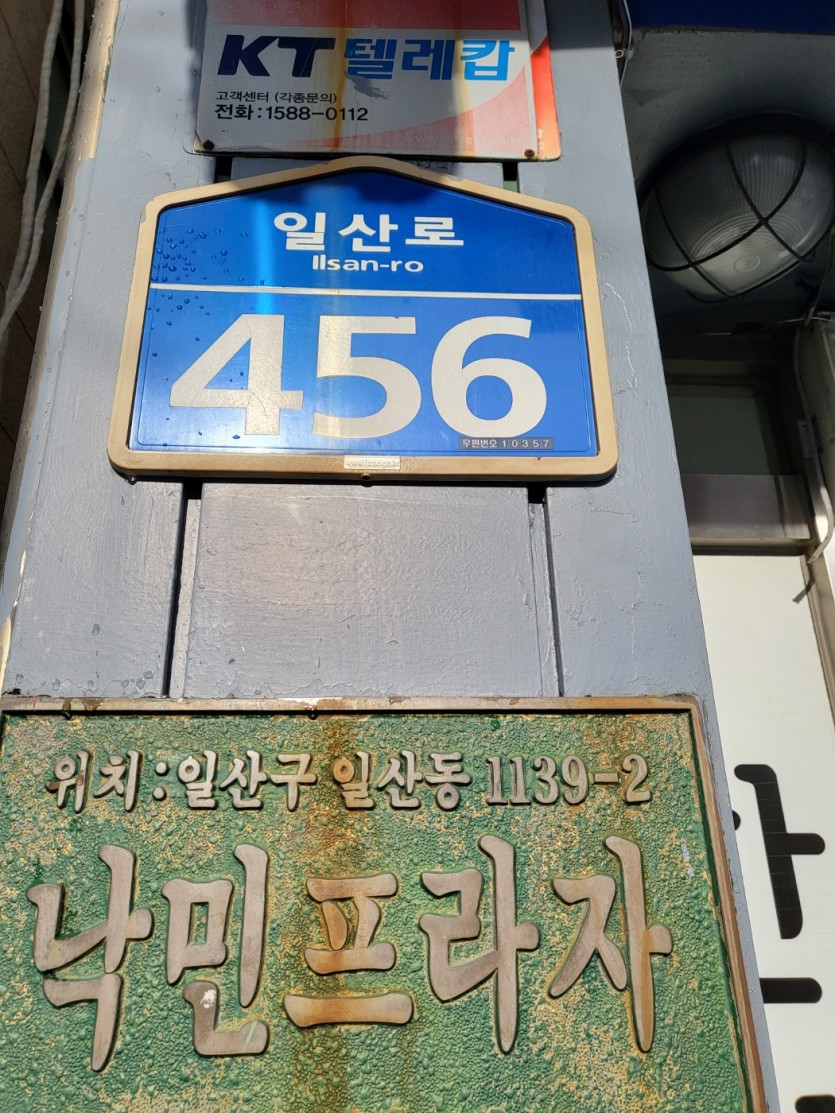 KT 텔레캅
고객센터 (각종문의)
전화 : 1588-0112
일산로
Ilsan-ro
456
우편번호 10357
위치 : 일산구 일산동 1139-2
낙민프라자